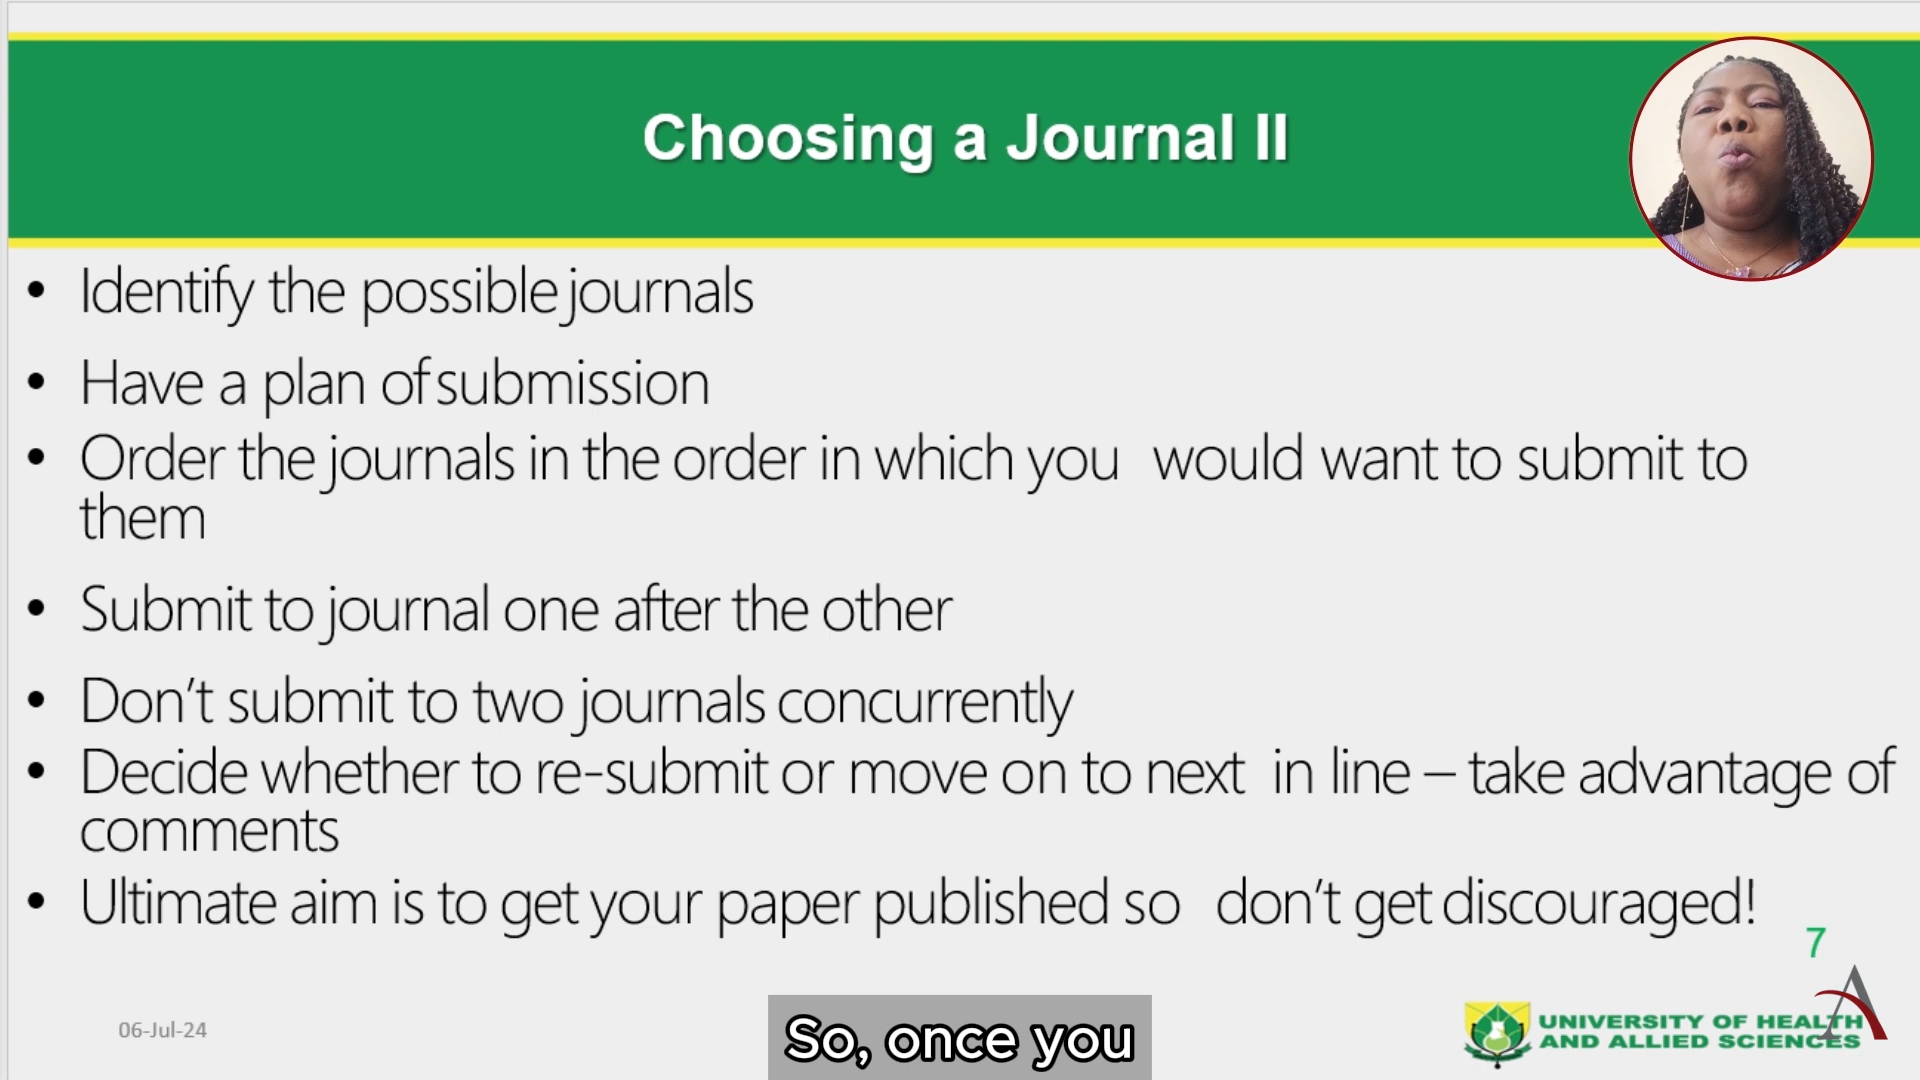 Choosing a Journal II
• Identify the possible journals
• Have a plan of submission
• Order the journals in the order in which you would want to submit to
them
• Submit to journal one after the other
• Don't submit to two journals concurrently
• Decide whether to re-submit or move on to next in line – take advantage of
comments
• Ultimate aim is to get your paper published so don't get discouraged!
7
06-Jul-24
So, once you
UNIVERSITY OF HEALTH
AND ALLIED SCIENCES